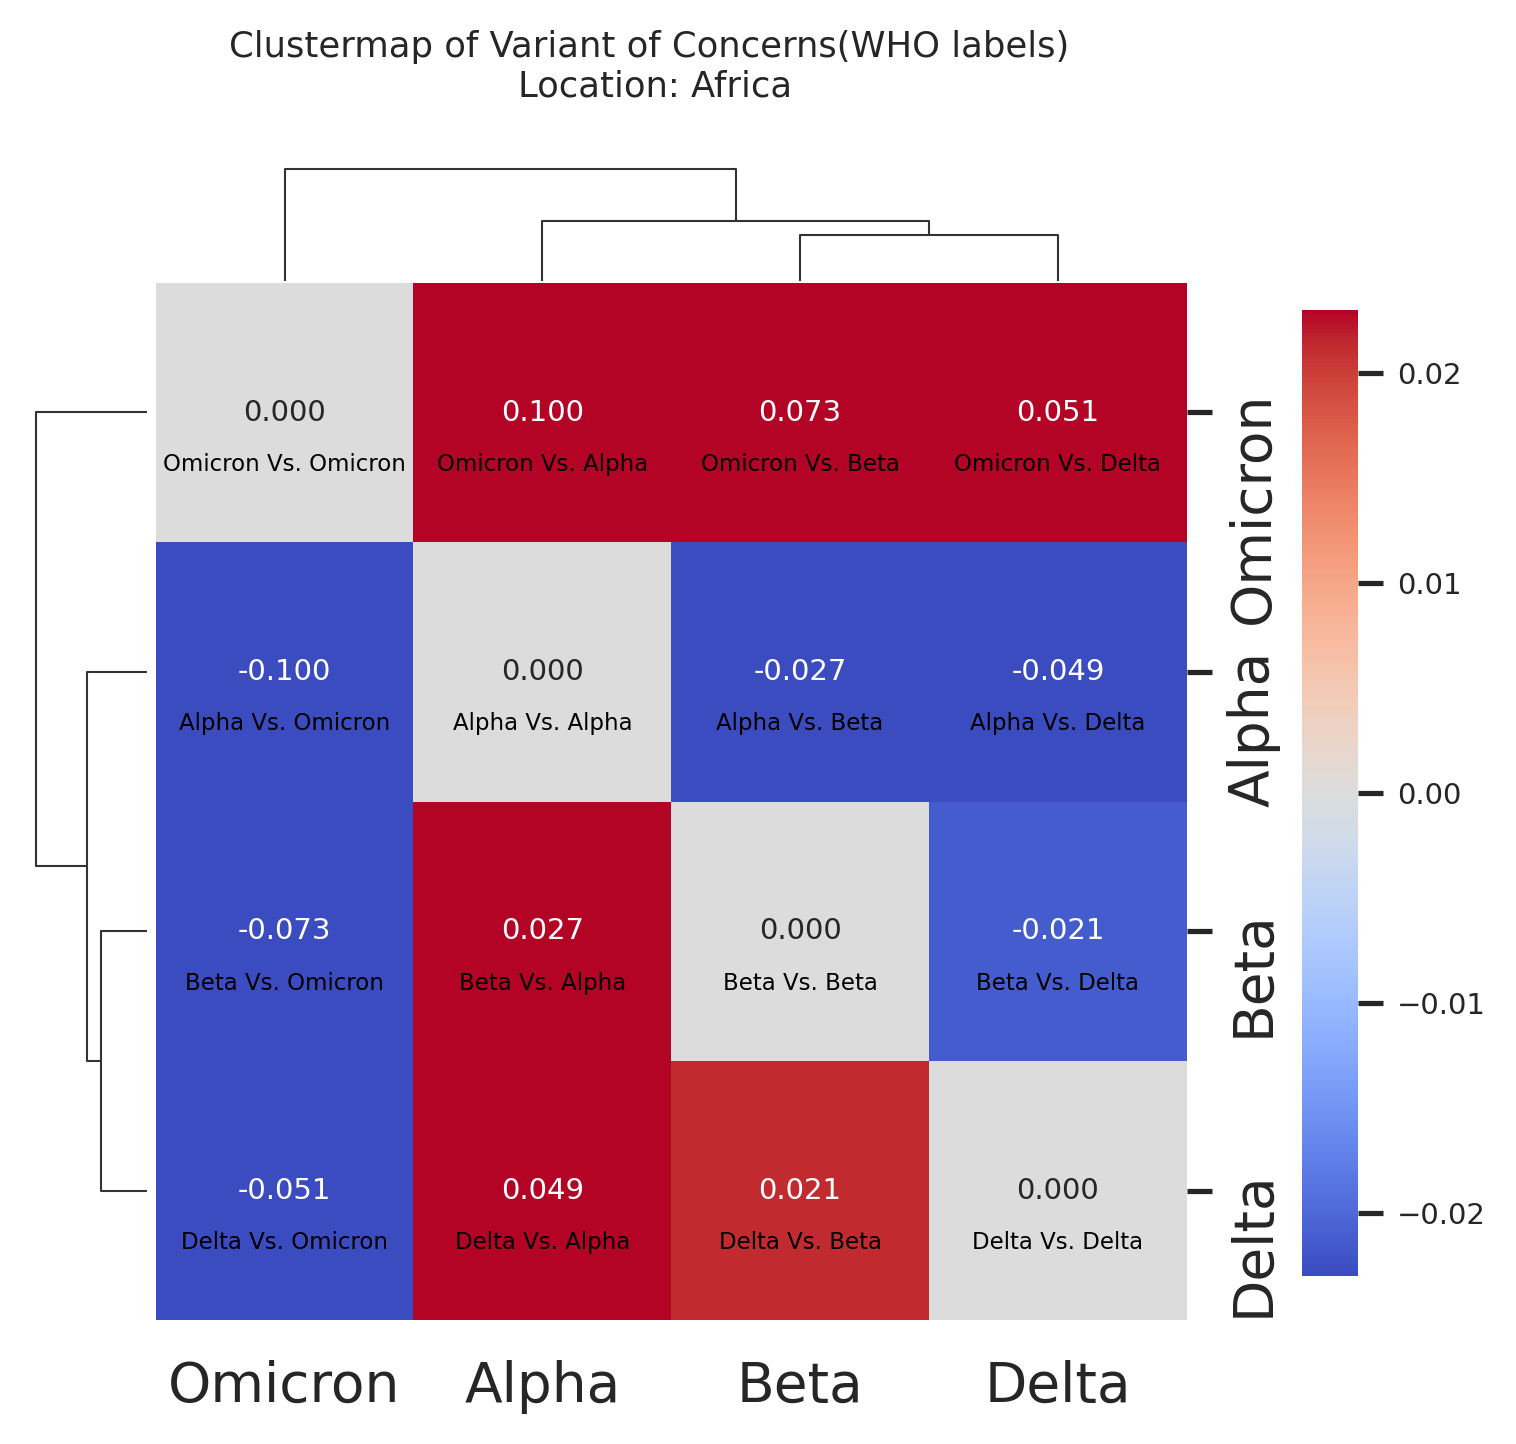 Clustermap of Variant of Concerns(WHO labels)
Location: Africa
0.000
Omicron Vs. Omicron
0.100
Omicron Vs. Alpha
0.073
Omicron Vs. Beta
0.051
Omicron Vs. Delta
-0.100
Alpha Vs. Omicron
0.000
Alpha Vs. Alpha
-0.027
Alpha Vs. Beta
-0.049
Alpha Vs. Delta
-0.073
Beta Vs. Omicron
0.027
Beta Vs. Alpha
0.000
Beta Vs. Beta
-0.021
Beta Vs. Delta
-0.051
Delta Vs. Omicron
0.049
Delta Vs. Alpha
0.021
Delta Vs. Beta
0.000
Delta Vs. Delta
Omicron
Alpha
Beta
Delta
Omicron
Alpha
Beta
Delta
0.02
0.01
0.00
−0.01
−0.02